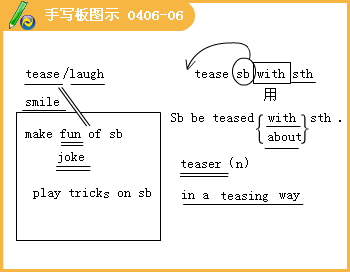 手写板图示 0406-06
tease/laugh
smile
make fun of sb
joke
play tricks on sb
tease sb with sth
用
Sb be teased {with / about} sth.
teaser (n)
in a teasing way